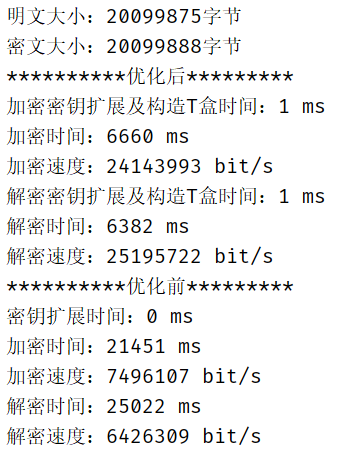 明文大小：20099875字节
密文大小：20099888字节
**********优化后*********
加密密钥扩展及构造T盒时间：1 ms
加密时间：6660 ms
加密速度：24143993 bit/s
解密密钥扩展及构造T盒时间：1 ms
解密时间：6382 ms
解密速度：25195722 bit/s
**********优化前*********
密钥扩展时间：0 ms
加密时间：21451 ms
加密速度：7496107 bit/s
解密时间：25022 ms
解密速度：6426309 bit/s